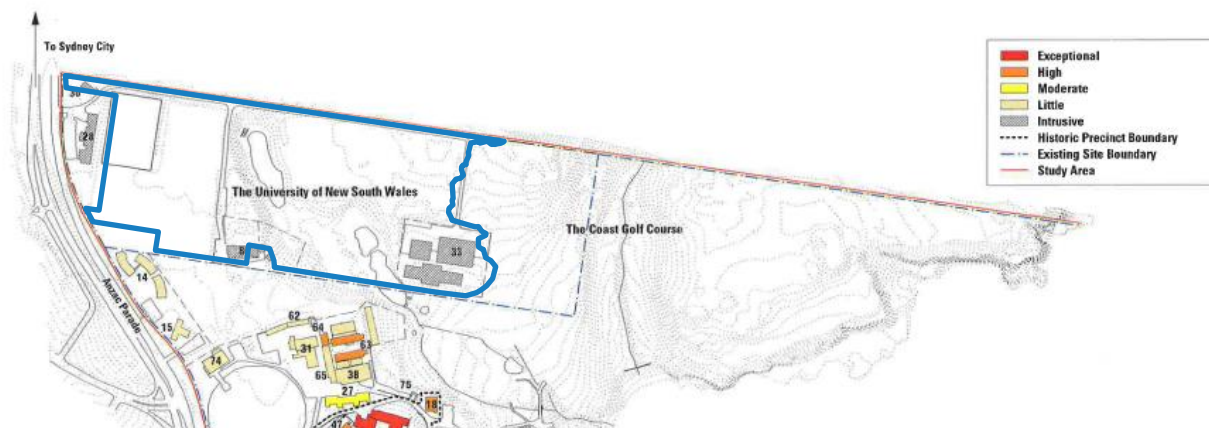 To Sydney City
Exceptional
High
Moderate
Little
Intrusive
Historic Precinct Boundary
Existing Site Boundary
Study Area
30
28
The University of New South Wales
The Coast Golf Course
8
33
14
Anzac Parade
15
62
64
31
63
74
65
38
27
75
18
47